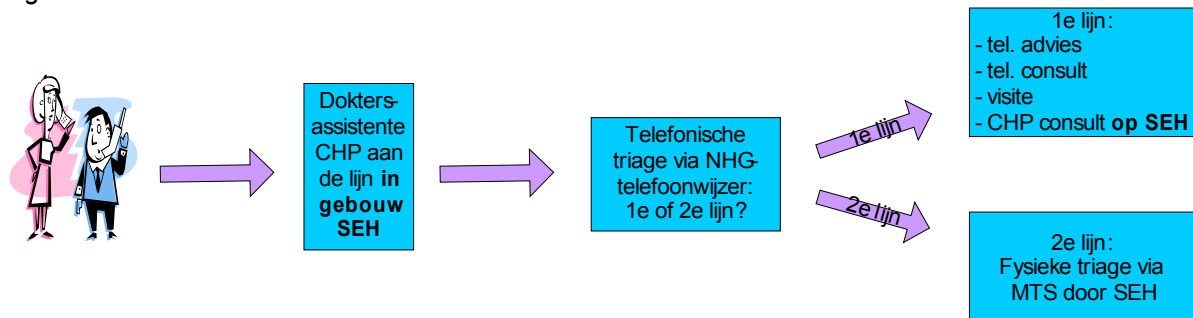 Dokters-
assistente
CHP aan
de lijn in
gebouw
SEH
Telefonische
triage via NHG-
telefoonwijzer:
1e of 2e lijn?
1e lijn
2e lijn
1e lijn:
- tel. advies
- tel. consult
- visite
- CHP consult op SEH
2e lijn:
Fysieke triage via
MTS door SEH